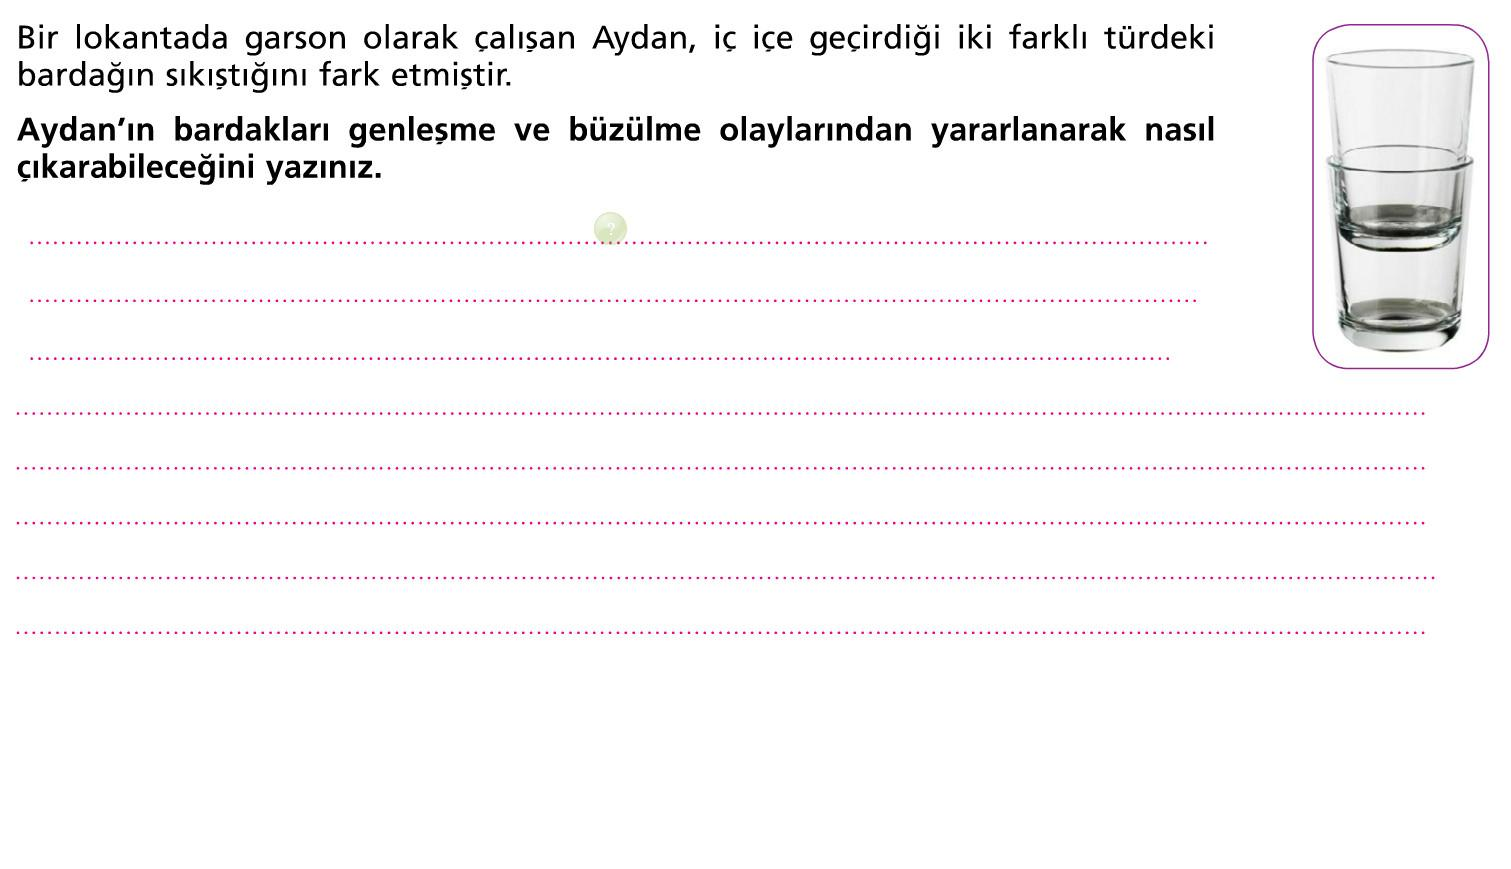 Bir lokantada garson olarak çalışan Aydan, iç içe geçirdiği iki farklı türdeki
bardağın sıkıştığını fark etmiştir.
Aydan’ın bardakları genleşme ve büzülme olaylarından yararlanarak nasıl
çıkarabileceğini yazınız.
?